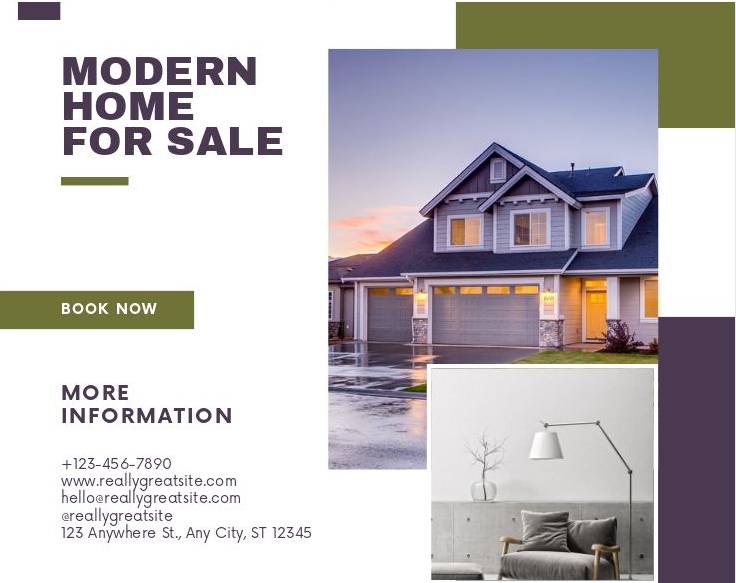 MODERN
HOME
FOR SALE
BOOK NOW
MORE
INFORMATION
+123-456-7890
www.reallygreatsite.com
hello@reallygreatsite.com
@reallygreatsite
123 Anywhere St., Any City, ST 12345